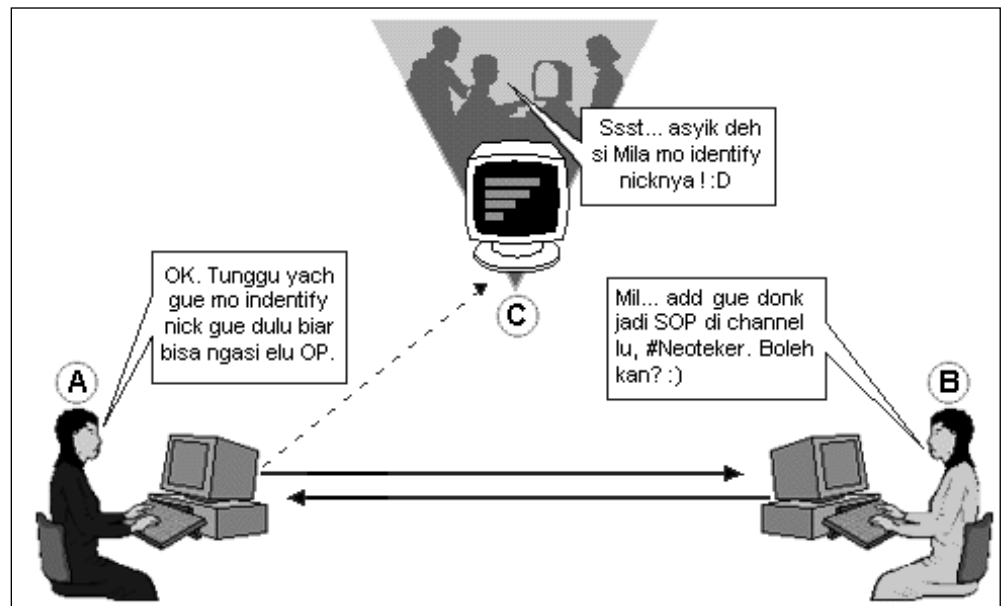 Ssst... asyik deh
si Mila mo identify
nicknya ! :D
OK. Tunggu yach
gue mo indentify
nick gue dulu biar
bisa ngasi elu OP.
C
Mil... add gue donk
jadi SOP di channel
lu, #Neoteker. Boleh
kan? :)
A
B